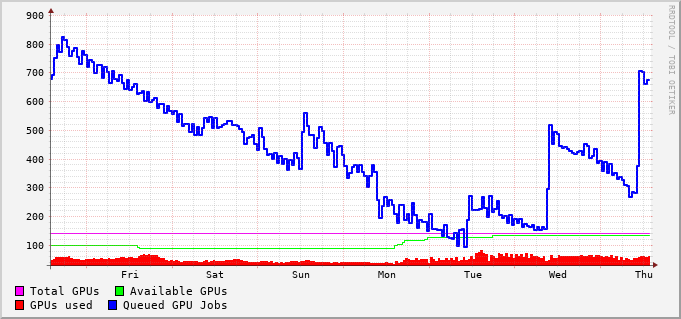 900
800
700
600
500
400
300
200
100
Fri Sat Sun Mon Tue Wed Thu
Total GPUs Available GPUs
GPUs used Queued GPU Jobs
RRDTOOL / TOBI OETIKER